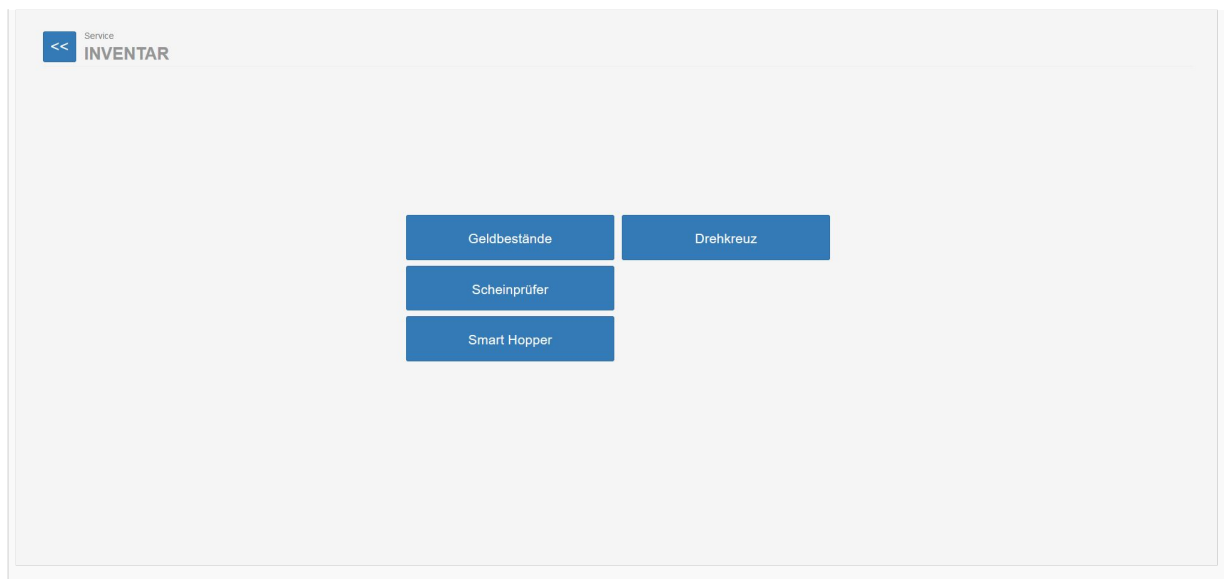 <<
Service
INVENTAR
Geldbestände
Drehkreuz
Scheinprüfer
Smart Hopper